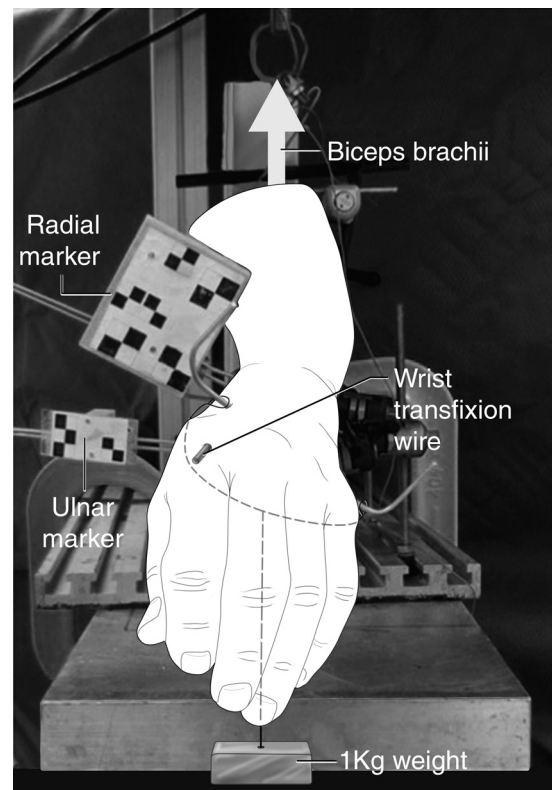 Biceps brachii
Radial
marker
Wrist
transfixion
wire
Ulnar
marker
1Kg weight